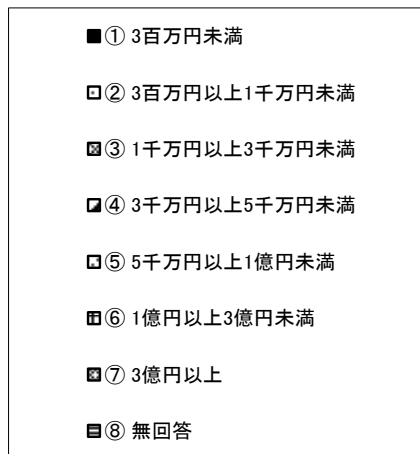 ① 3百万円未満
② 3百万円以上1千万円未満
③ 1千万円以上3千万円未満
④ 3千万円以上5千万円未満
⑤ 5千万円以上1億円未満
⑥ 1億円以上3億円未満
⑦ 3億円以上
⑧ 無回答